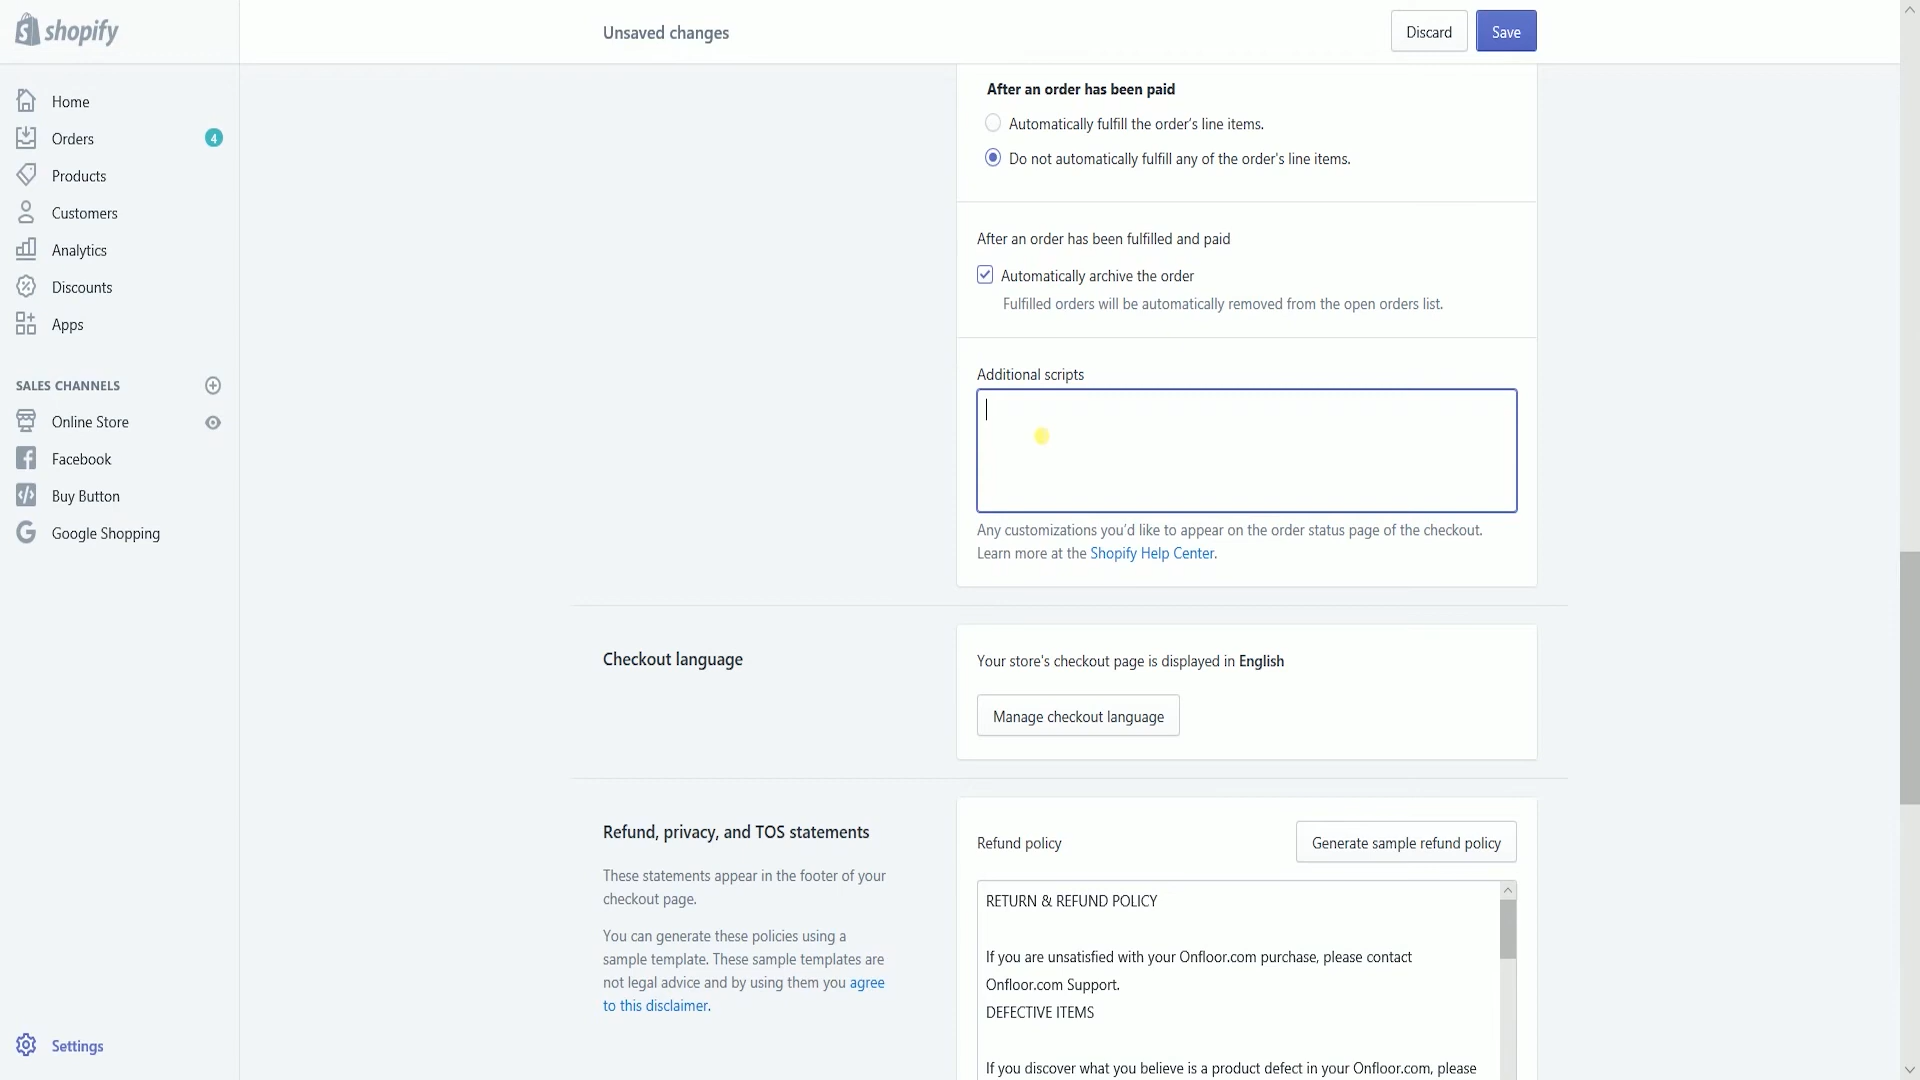 shopify
Unsaved changes
Discard
Save
Home
Orders
4
Products
Customers
Analytics
Discounts
Apps
SALES CHANNELS
Online Store
Facebook
Buy Button
Google Shopping
Settings
After an order has been paid
Automatically fulfill the order’s line items.
Do not automatically fulfill any of the order's line items.
After an order has been fulfilled and paid
Automatically archive the order
Fulfilled orders will be automatically removed from the open orders list.
Additional scripts
Any customizations you’d like to appear on the order status page of the checkout.
Learn more at the Shopify Help Center.
Checkout language
Your store's checkout page is displayed in English
Manage checkout language
Refund, privacy, and TOS statements
These statements appear in the footer of your
checkout page.
You can generate these policies using a
sample template. These sample templates are
not legal advice and by using them you agree
to this disclaimer.
Refund policy
Generate sample refund policy
RETURN & REFUND POLICY
If you are unsatisfied with your Onfloor.com purchase, please contact
Onfloor.com Support.
DEFECTIVE ITEMS
If you discover what you believe is a product defect in your Onfloor.com, please